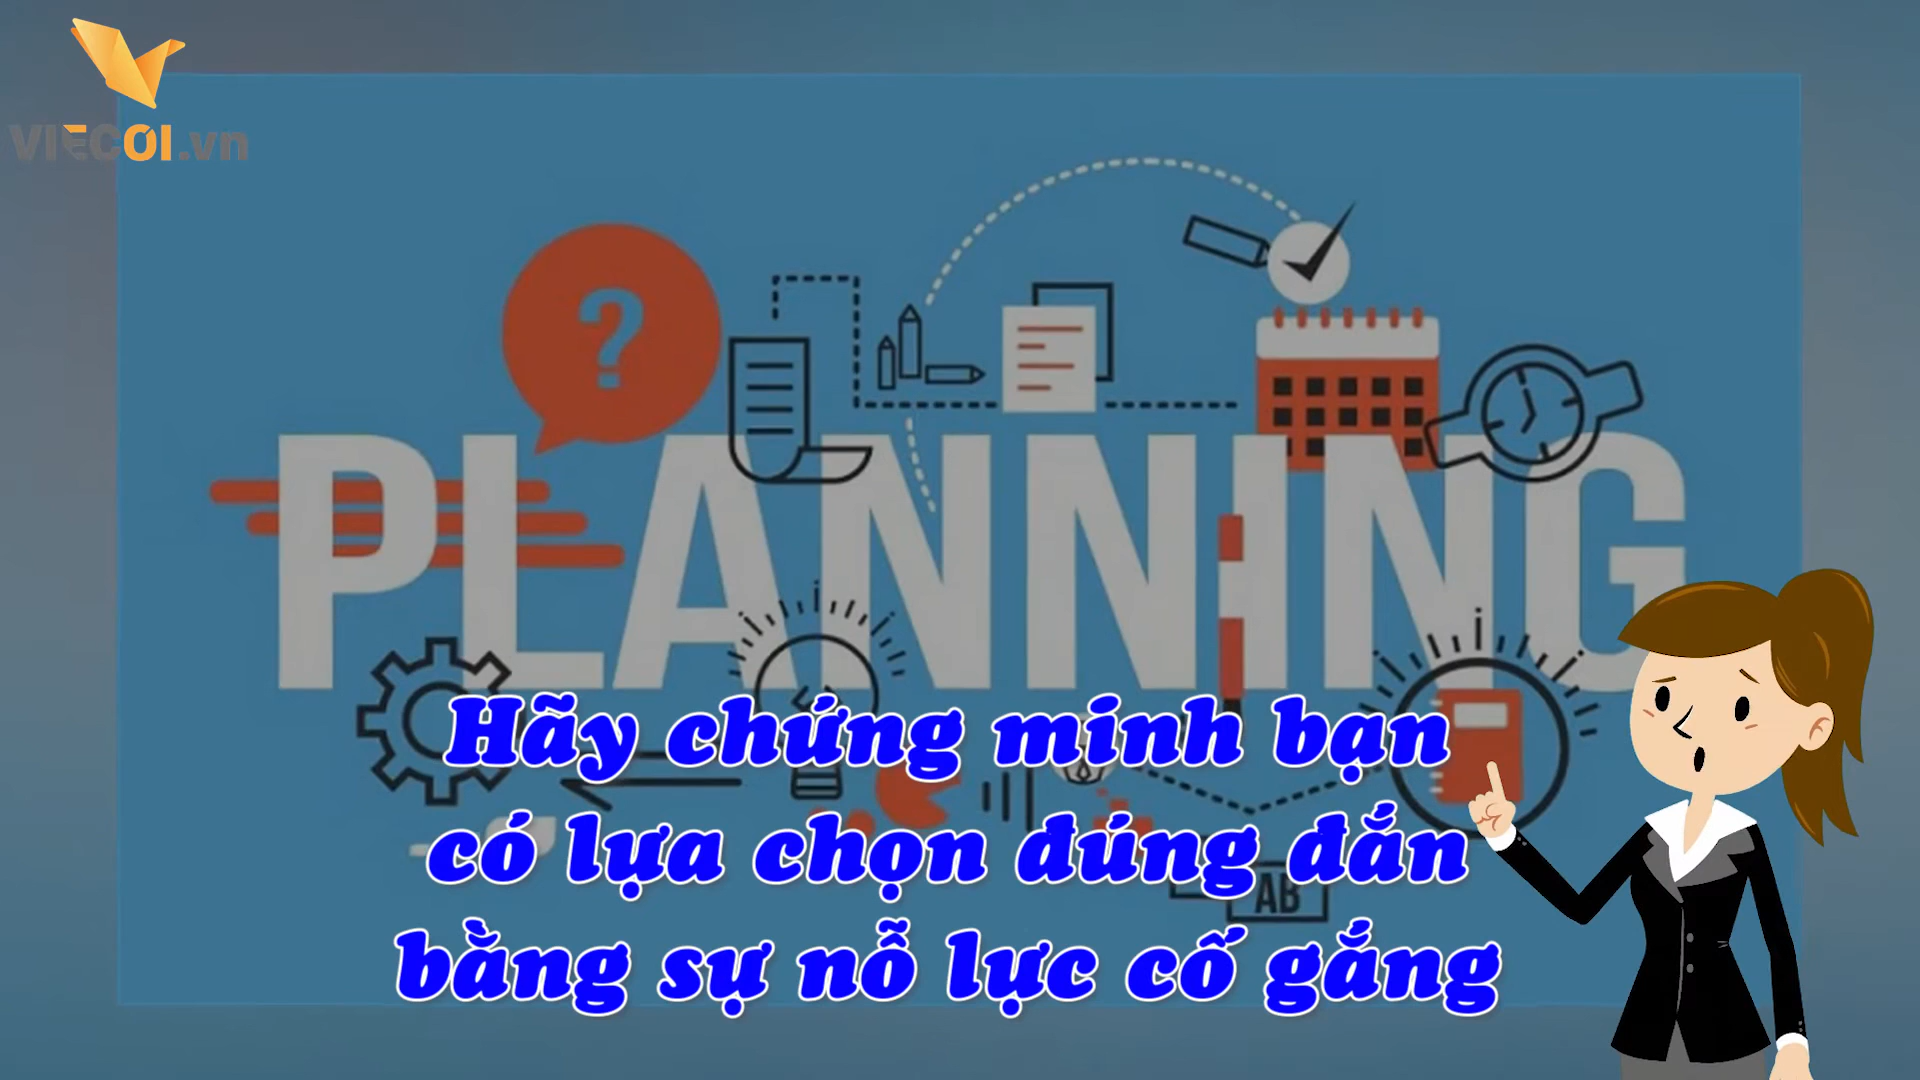 VIECOI.vn
?
PLANNING
Hãy chứng minh bạn
có lựa chọn đúng đắn
AB
bằng sự nỗ lực cố gắng